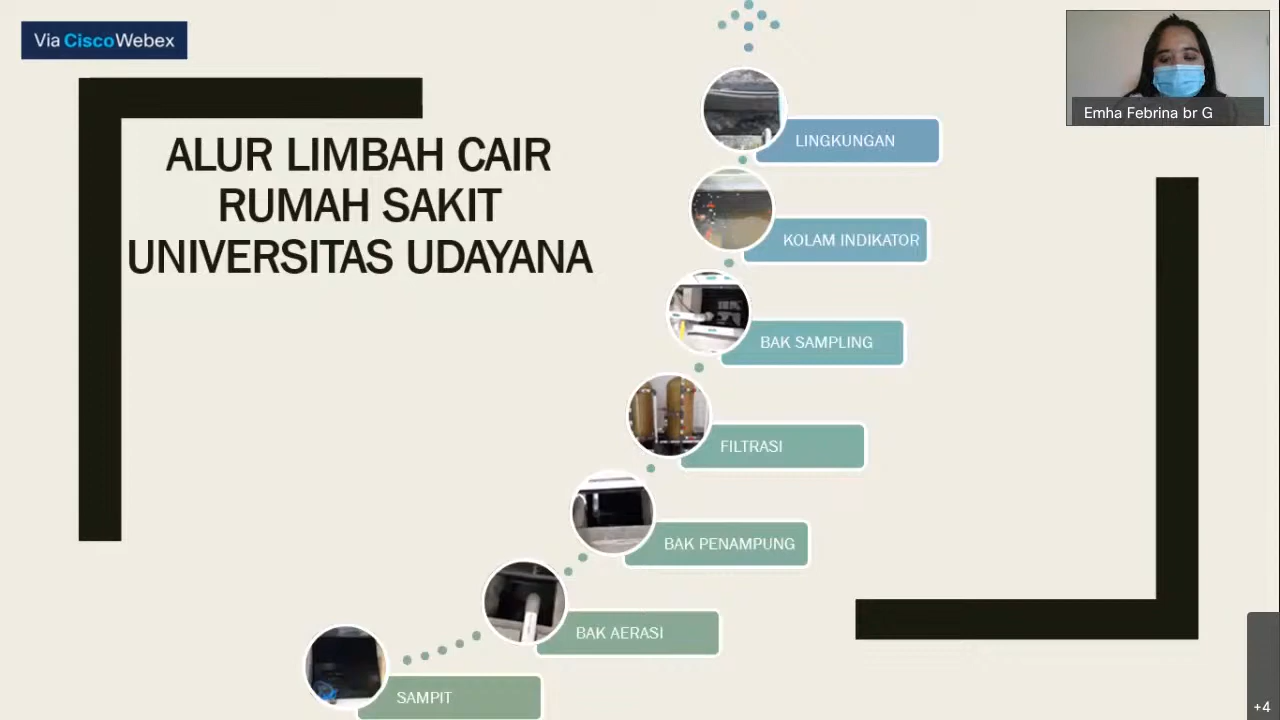 Via CiscoWebex
ALUR LIMBAH CAIR
RUMAH SAKIT
UNIVERSITAS UDAYANA
Emha Febrina br G
LINGKUNGAN
KOLAM INDIKATOR
BAK SAMPLING
FILTRASI
BAK PENAMPUNG
BAK AERASI
SAMPIT
+4